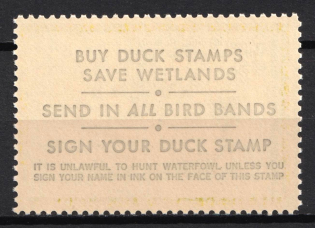 BUY DUCK STAMPS
SAVE WETLANDS
SEND IN ALL BIRD BANDS
SIGN YOUR DUCK STAMP
IT IS UNLAWFUL TO HUNT WATERFOWL UNLESS YOU
SIGN YOUR NAME IN INK ON THE FACE OF THIS STAMP